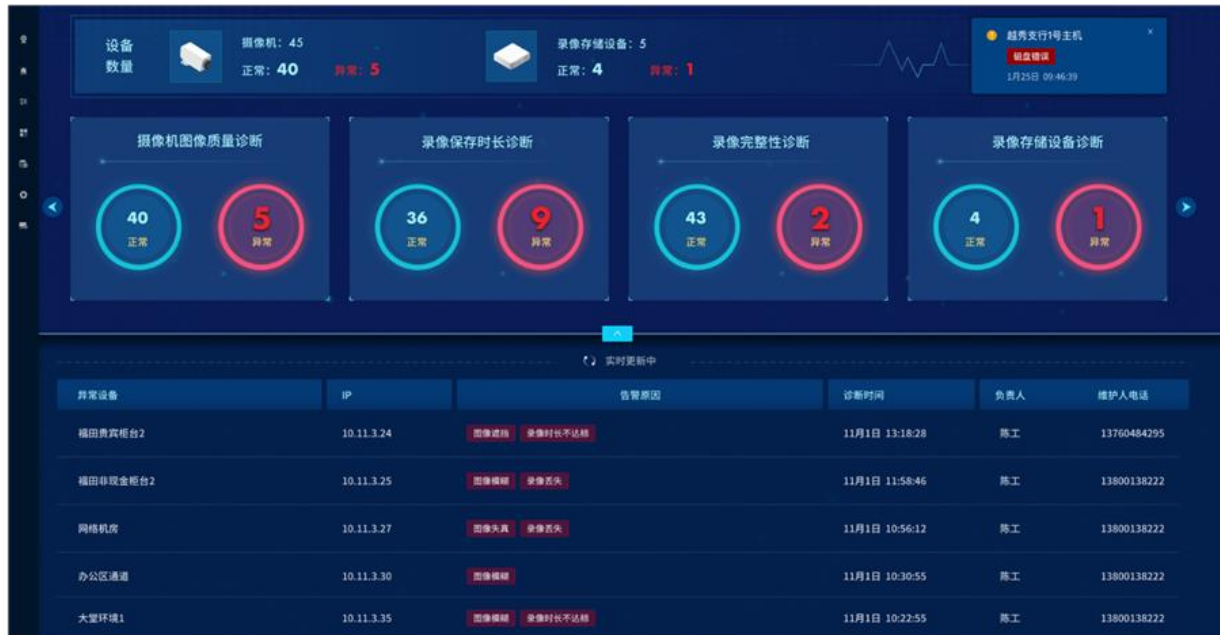 设备
数量
摄像机：45
正常：40 异常：5
录像存储设备：5
正常：4 异常：1
越秀支行1号主机 ×
磁盘错误
1月25日 09:46:39
摄像机图像质量诊断
40
正常
5
异常
录像保存时长诊断
36
正常
9
异常
录像完整性诊断
43
正常
2
异常
录像存储设备诊断
4
正常
1
异常
实时更新中
异常设备 IP 告警原因 诊断时间 负责人 维护人电话
福田贵宾柜台2 10.11.3.24 图像遮挡 录像时长不达标 11月1日 13:18:28 陈工 13760484295
福田非现金柜台2 10.11.3.25 图像模糊 录像丢失 11月1日 11:58:46 陈工 13800138222
网络机房 10.11.3.27 图像失真 录像丢失 11月1日 10:56:12 陈工 13800138222
办公区通道 10.11.3.30 图像模糊 11月1日 10:30:55 陈工 13800138222
大堂环境1 10.11.3.35 图像模糊 录像时长不达标 11月1日 10:22:55 陈工 13800138222